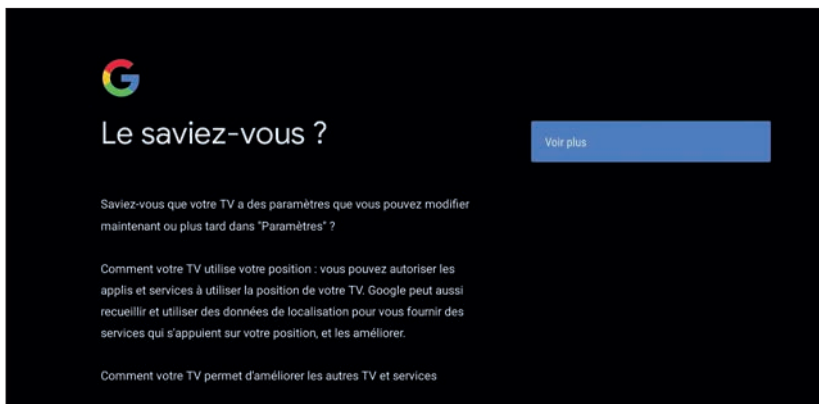 Le saviez-vous ?
Voir plus
Saviez-vous que votre TV a des paramètres que vous pouvez modifier
maintenant ou plus tard dans "Paramètres" ?
Comment votre TV utilise votre position : vous pouvez autoriser les
applis et services à utiliser la position de votre TV. Google peut aussi
recueillir et utiliser des données de localisation pour vous fournir des
services qui s'appuient sur votre position, et les améliorer.
Comment votre TV permet d'améliorer les autres TV et services